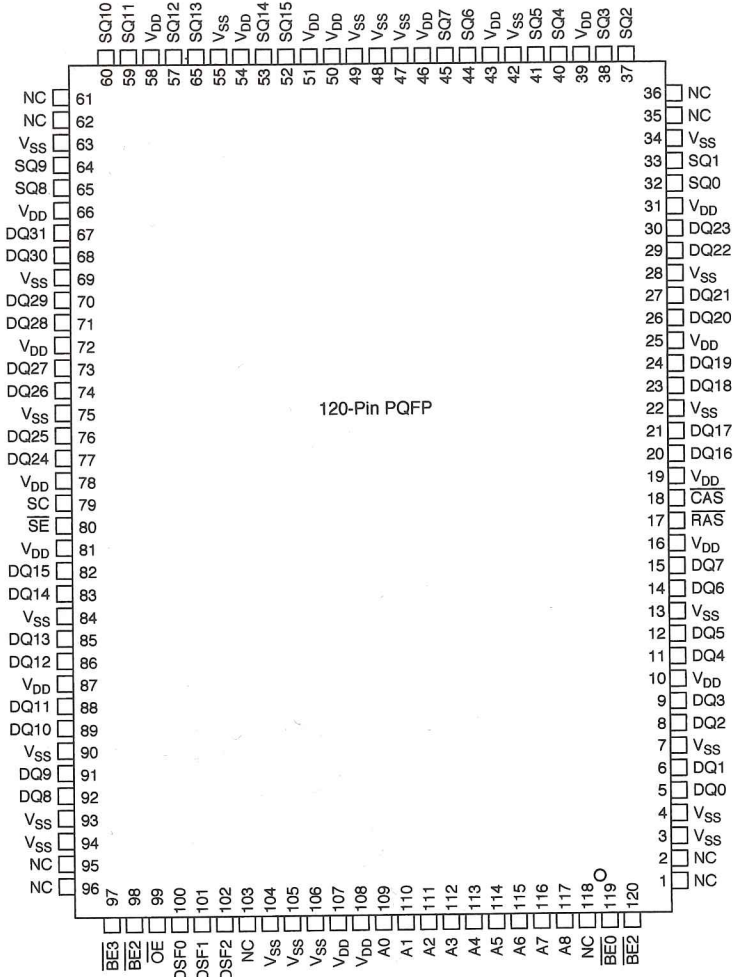 SQ10 SQ11 VDD SQ12 SQ13 VSS VDD SQ14 SQ15 VDD VDD VSS VSS VSS VDD SQ7 SQ6 VDD VSS SQ5 SQ4 VDD SQ3 SQ2
60 59 58 57 65 55 54 53 52 51 50 49 48 47 46 45 44 43 42 41 40 39 38 37
NC 61
NC 62
VSS 63
SQ9 64
SQ8 65
VDD 66
DQ31 67
DQ30 68
VSS 69
DQ29 70
DQ28 71
VDD 72
DQ27 73
DQ26 74
VSS 75
DQ25 76
DQ24 77
VDD 78
SC 79
SE 80
VDD 81
DQ15 82
DQ14 83
VSS 84
DQ13 85
DQ12 86
VDD 87
DQ11 88
DQ10 89
VSS 90
DQ9 91
DQ8 92
VSS 93
VSS 94
NC 95
NC 96
120-Pin PQFP
36 NC
35 NC
34 VSS
33 SQ1
32 SQ0
31 VDD
30 DQ23
29 DQ22
28 VSS
27 DQ21
26 DQ20
25 VDD
24 DQ19
23 DQ18
22 VSS
21 DQ17
20 DQ16
19 VDD
18 CAS
17 RAS
16 VDD
15 DQ7
14 DQ6
13 VSS
12 DQ5
11 DQ4
10 VDD
9 DQ3
8 DQ2
7 VSS
6 DQ1
5 DQ0
4 VSS
3 VSS
2 NC
1 NC
97 98 99 100 101 102 103 104 105 106 107 108 109 110 111 112 113 114 115 116 117 118 119 120
BE3 BE2 OE DSF0 DSF1 DSF2 NC VSS VSS VSS VDD VDD A0 A1 A2 A3 A4 A5 A6 A7 A8 NC BE0 BE2